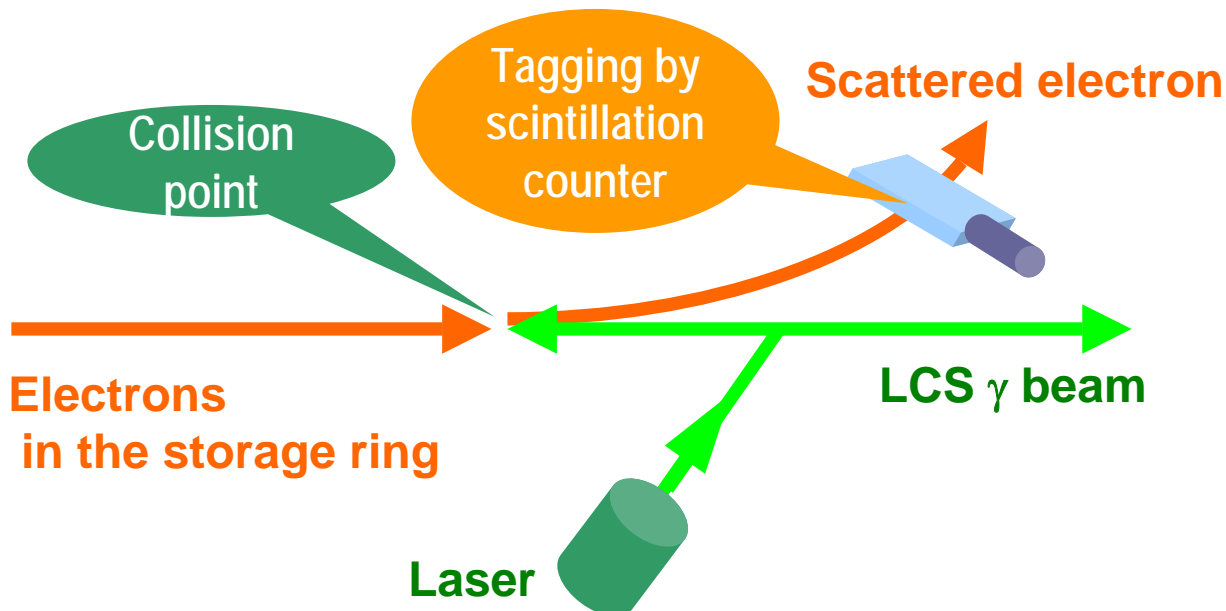 Collision
point
Tagging by
scintillation
counter
Scattered electron
Electrons
in the storage ring
LCS γ beam
Laser